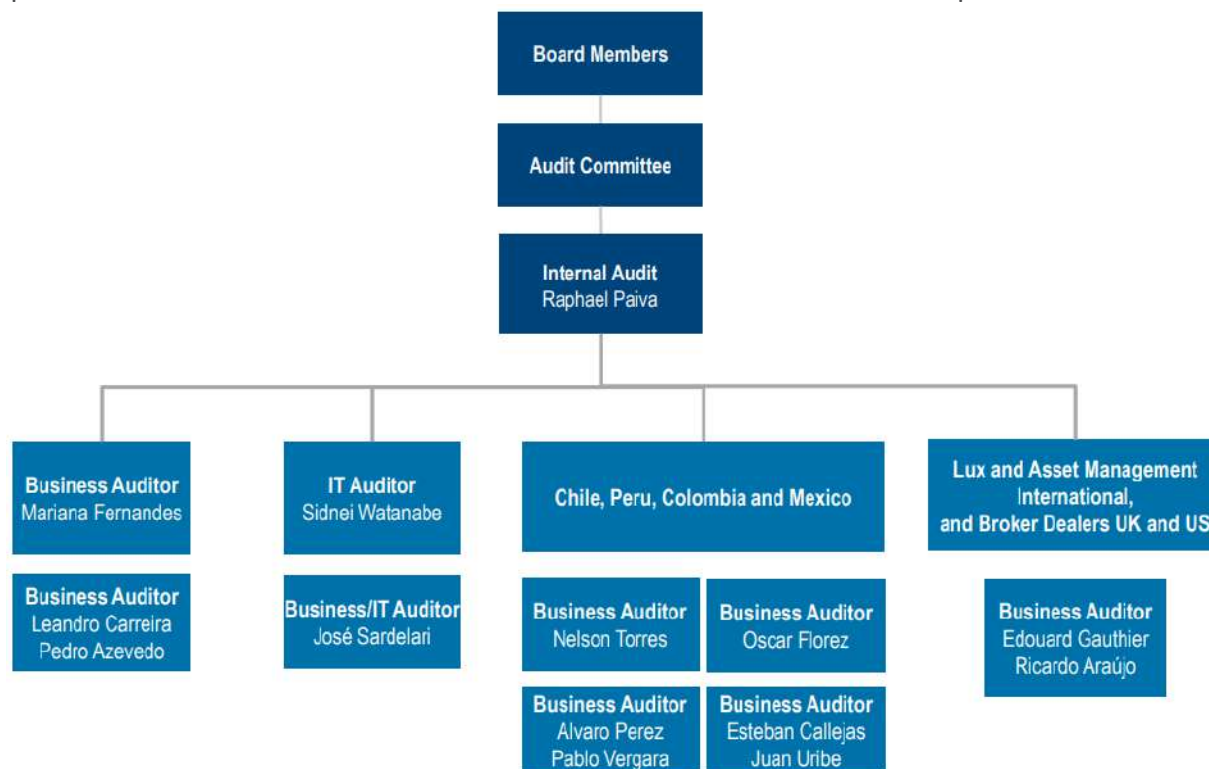 Board Members
Audit Committee
Internal Audit
Raphael Paiva
Business Auditor
Mariana Fernandes
IT Auditor
Sidnei Watanabe
Chile, Peru, Colombia and Mexico
Lux and Asset Management
International,
and Broker Dealers UK and US
Business Auditor
Leandro Carreira
Pedro Azevedo
Business/IT Auditor
José Sardelari
Business Auditor
Nelson Torres
Business Auditor
Oscar Florez
Business Auditor
Edouard Gauthier
Ricardo Araújo
Business Auditor
Alvaro Perez
Pablo Vergara
Business Auditor
Esteban Callejas
Juan Uribe